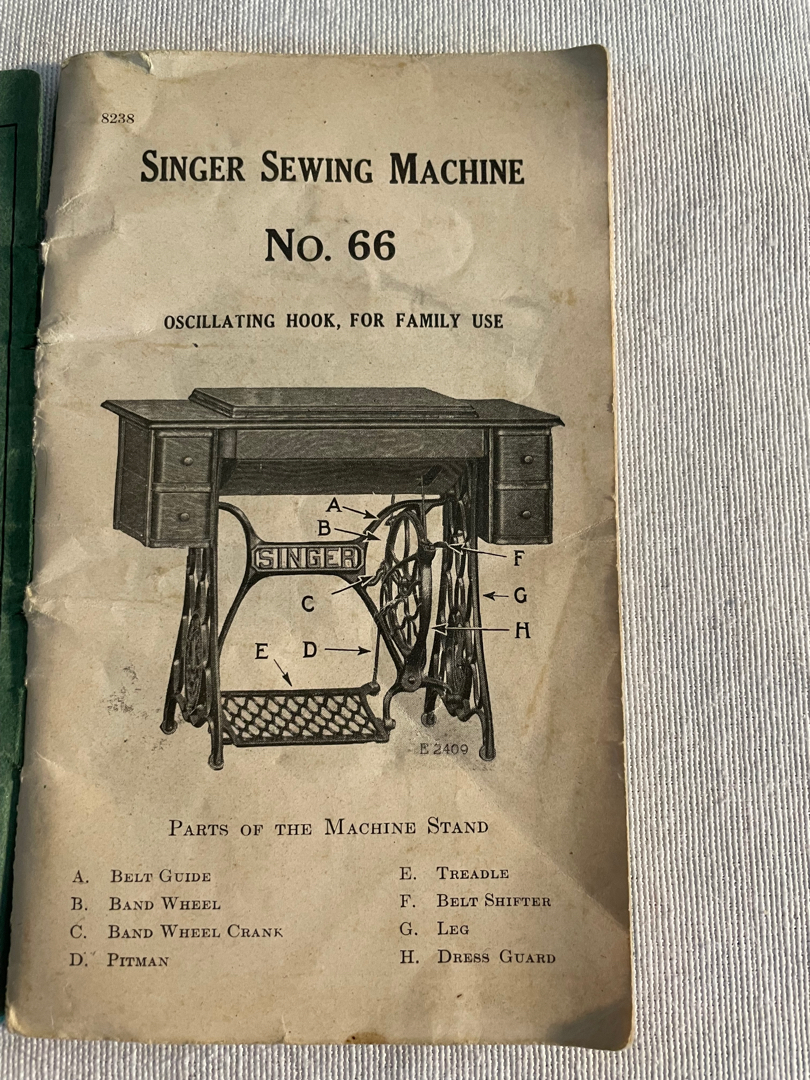 8238
SINGER SEWING MACHINE
NO. 66
OSCILLATING HOOK, FOR FAMILY USE
A
B
SINGER
F
C
G
H
E D
E 2409
PARTS OF THE MACHINE STAND
A. BELT GUIDE
B. BAND WHEEL
C. BAND WHEEL CRANK
D. PITMAN
E. TREADLE
F. BELT SHIFTER
G. LEG
H. DRESS GUARD